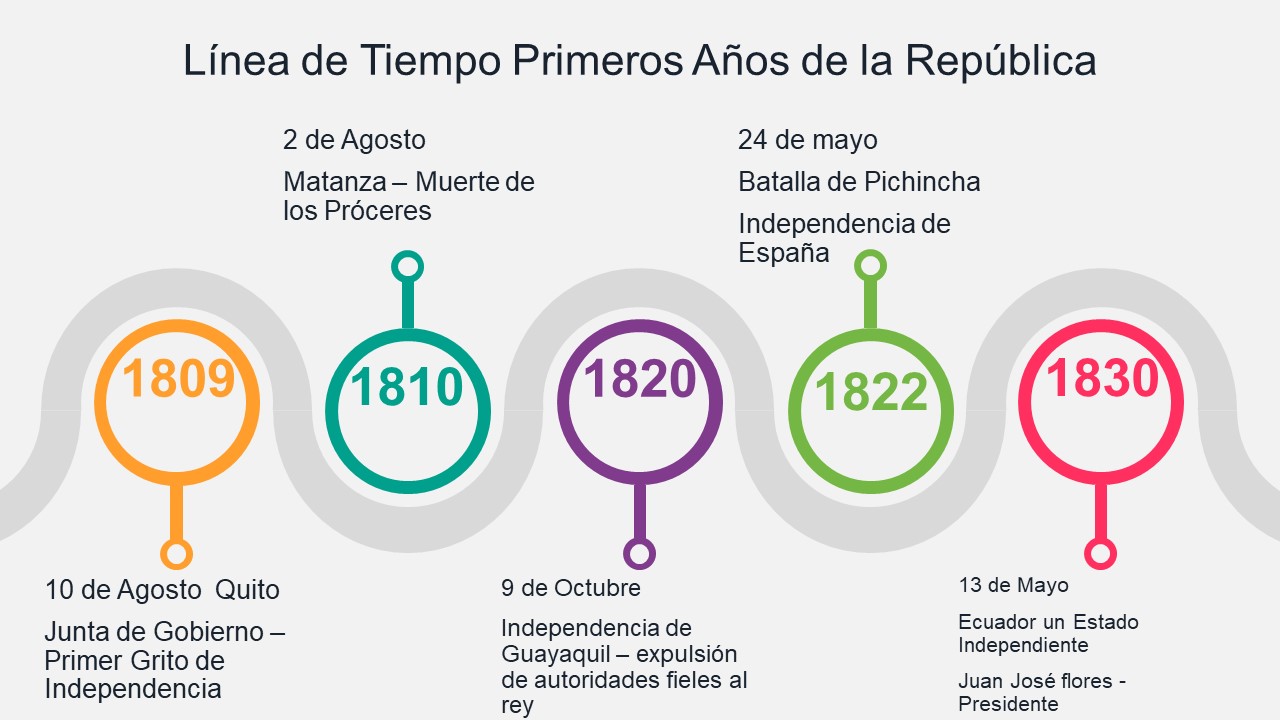 Línea de Tiempo Primeros Años de la República
2 de Agosto
Matanza – Muerte de
los Próceres
24 de mayo
Batalla de Pichincha
Independencia de
España
1809
1810
1820
1822
1830
10 de Agosto  Quito
Junta de Gobierno –
Primer Grito de
Independencia
9 de Octubre
Independencia de
Guayaquil – expulsión
de autoridades fieles al
rey
13 de Mayo
Ecuador un Estado
Independiente
Juan José flores -
Presidente